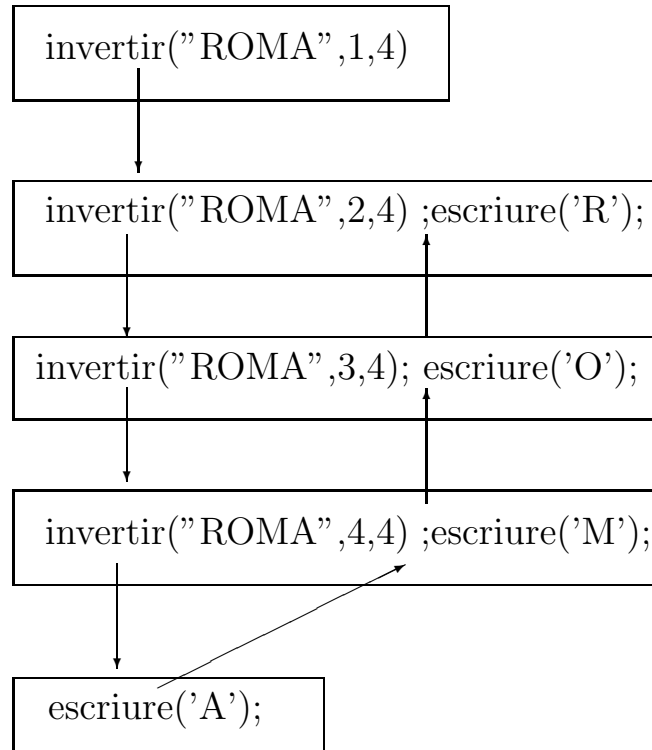 invertir("ROMA",1,4)
invertir("ROMA",2,4) ;escriure('R');
invertir("ROMA",3,4); escriure('O');
invertir("ROMA",4,4) ;escriure('M');
escriure('A');